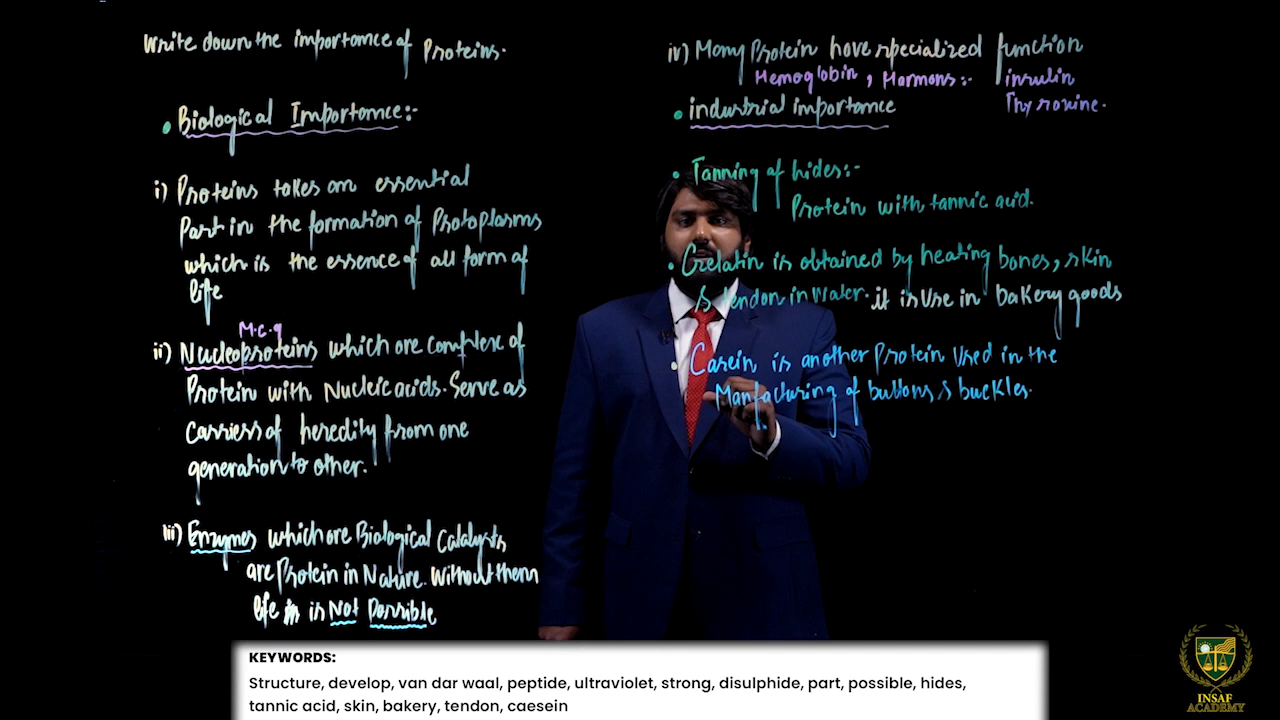 Write down the importance of Proteins.
• Biological Importance:-
i) Proteins takes an essential
Part in the formation of Protoplasms
which is the essence of all form of
life
M.c.q
ii) Nucleoproteins which are complex of
Protein with Nucleic acids. Serve as
carriers of heredity from one
generation to other.
iii) Enzymes which are Biological Catalysts
are Protein in Nature. Without them
life is Not Possible
iv) Many Protein have specialized function
Hemoglobin, Harmons:- insulin
Thyroxine.
• industrial importance
• Tanning of hides:-
Protein with tannic acid.
• Gelatin is obtained by heating bones, skin
& tendon in Water. it is Use in bakery goods
• Casein is another Protein Used in the
Manfacturing of buttons & buckles.
KEYWORDS:
Structure, develop, van dar waal, peptide, ultraviolet, strong, disulphide, part, possible, hides,
tannic acid, skin, bakery, tendon, caesein
INSAF
ACADEMY